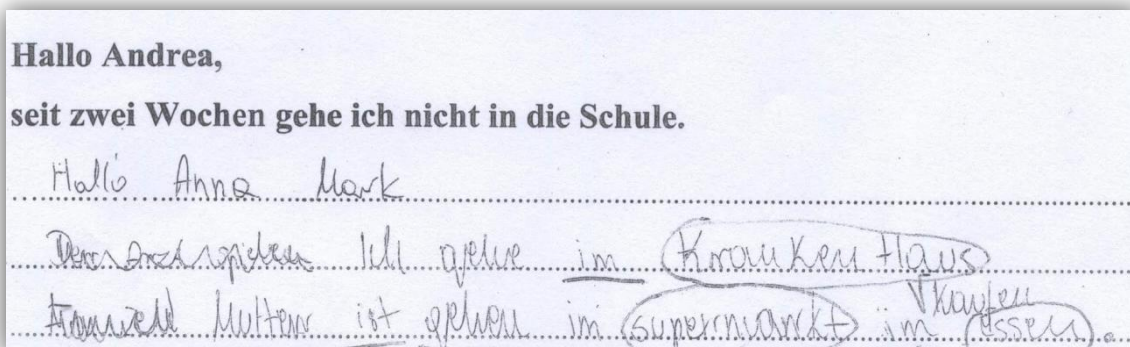 Hallo Andrea,
seit zwei Wochen gehe ich nicht in die Schule.
Hallo Anna Mark
Ich gehe im Kranken Haus
kaufen
Mutter ist gehen im supermarkt im Essen.